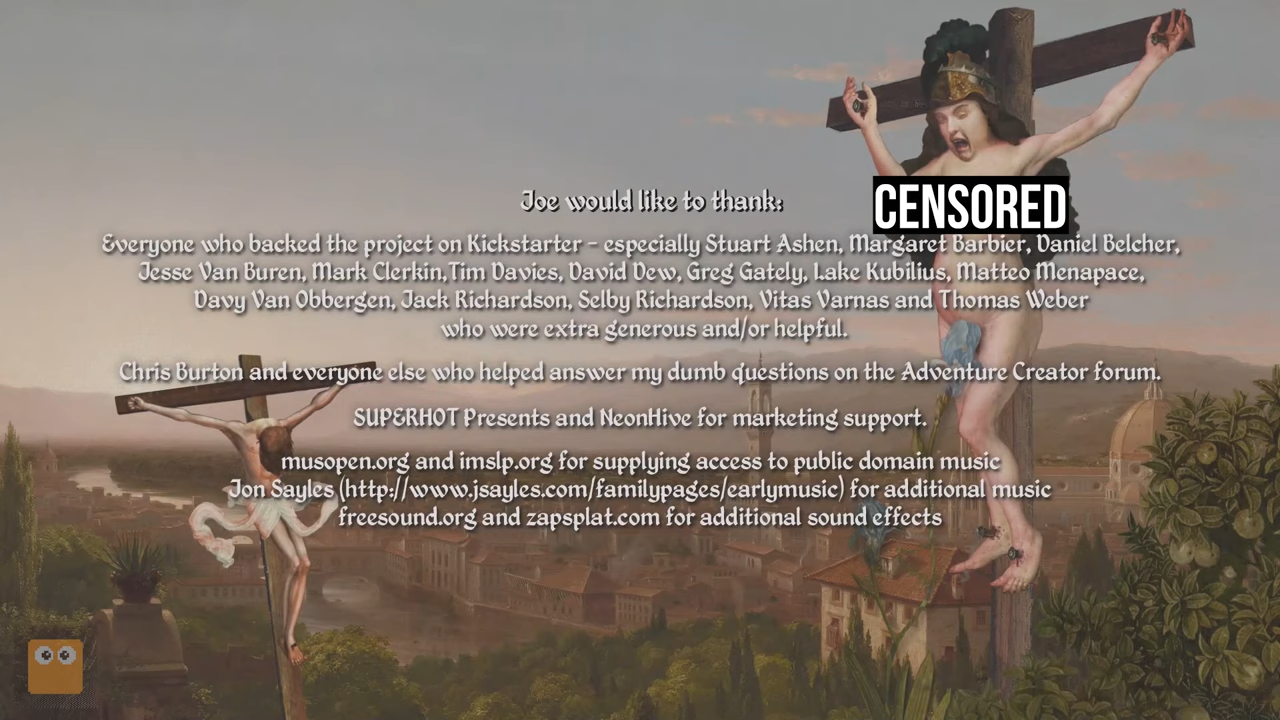 Joe would like to thank:
CENSORED
Everyone who backed the project on Kickstarter - especially Stuart Ashen, Margaret Barbier, Daniel Belcher,
Jesse Van Buren, Mark Clerkin,Tim Davies, David Dew, Greg Gately, Lake Kubilius, Matteo Menapace,
Davy Van Obbergen, Jack Richardson, Selby Richardson, Vitas Varnas and Thomas Weber
who were extra generous and/or helpful.
Chris Burton and everyone else who helped answer my dumb questions on the Adventure Creator forum.
SUPERHOT Presents and NeonHive for marketing support.
musopen.org and imslp.org for supplying access to public domain music
Jon Sayles (http://www.jsayles.com/familypages/earlymusic) for additional music
freesound.org and zapsplat.com for additional sound effects